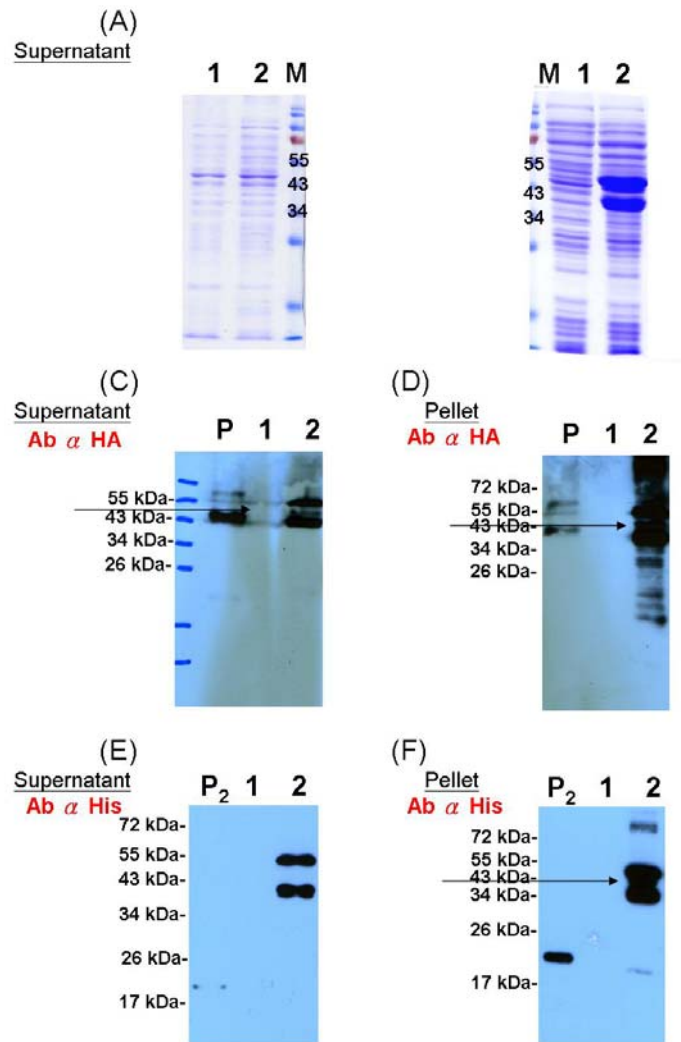 (A)
Supernatant
1 2 M
55
43
34
M 1 2
55
43
34
(C)
Supernatant
Ab α HA
P 1 2
55 kDa-
43 kDa-
34 kDa-
26 kDa-
(D)
Pellet
Ab α HA
P 1 2
72 kDa-
55 kDa-
43 kDa-
34 kDa-
26 kDa-
(E)
Supernatant
Ab α His
P2 1 2
72 kDa-
55 kDa-
43 kDa-
34 kDa-
26 kDa-
17 kDa-
(F)
Pellet
Ab α His
P2 1 2
72 kDa-
55 kDa-
43 kDa-
34 kDa-
26 kDa-
17 kDa-